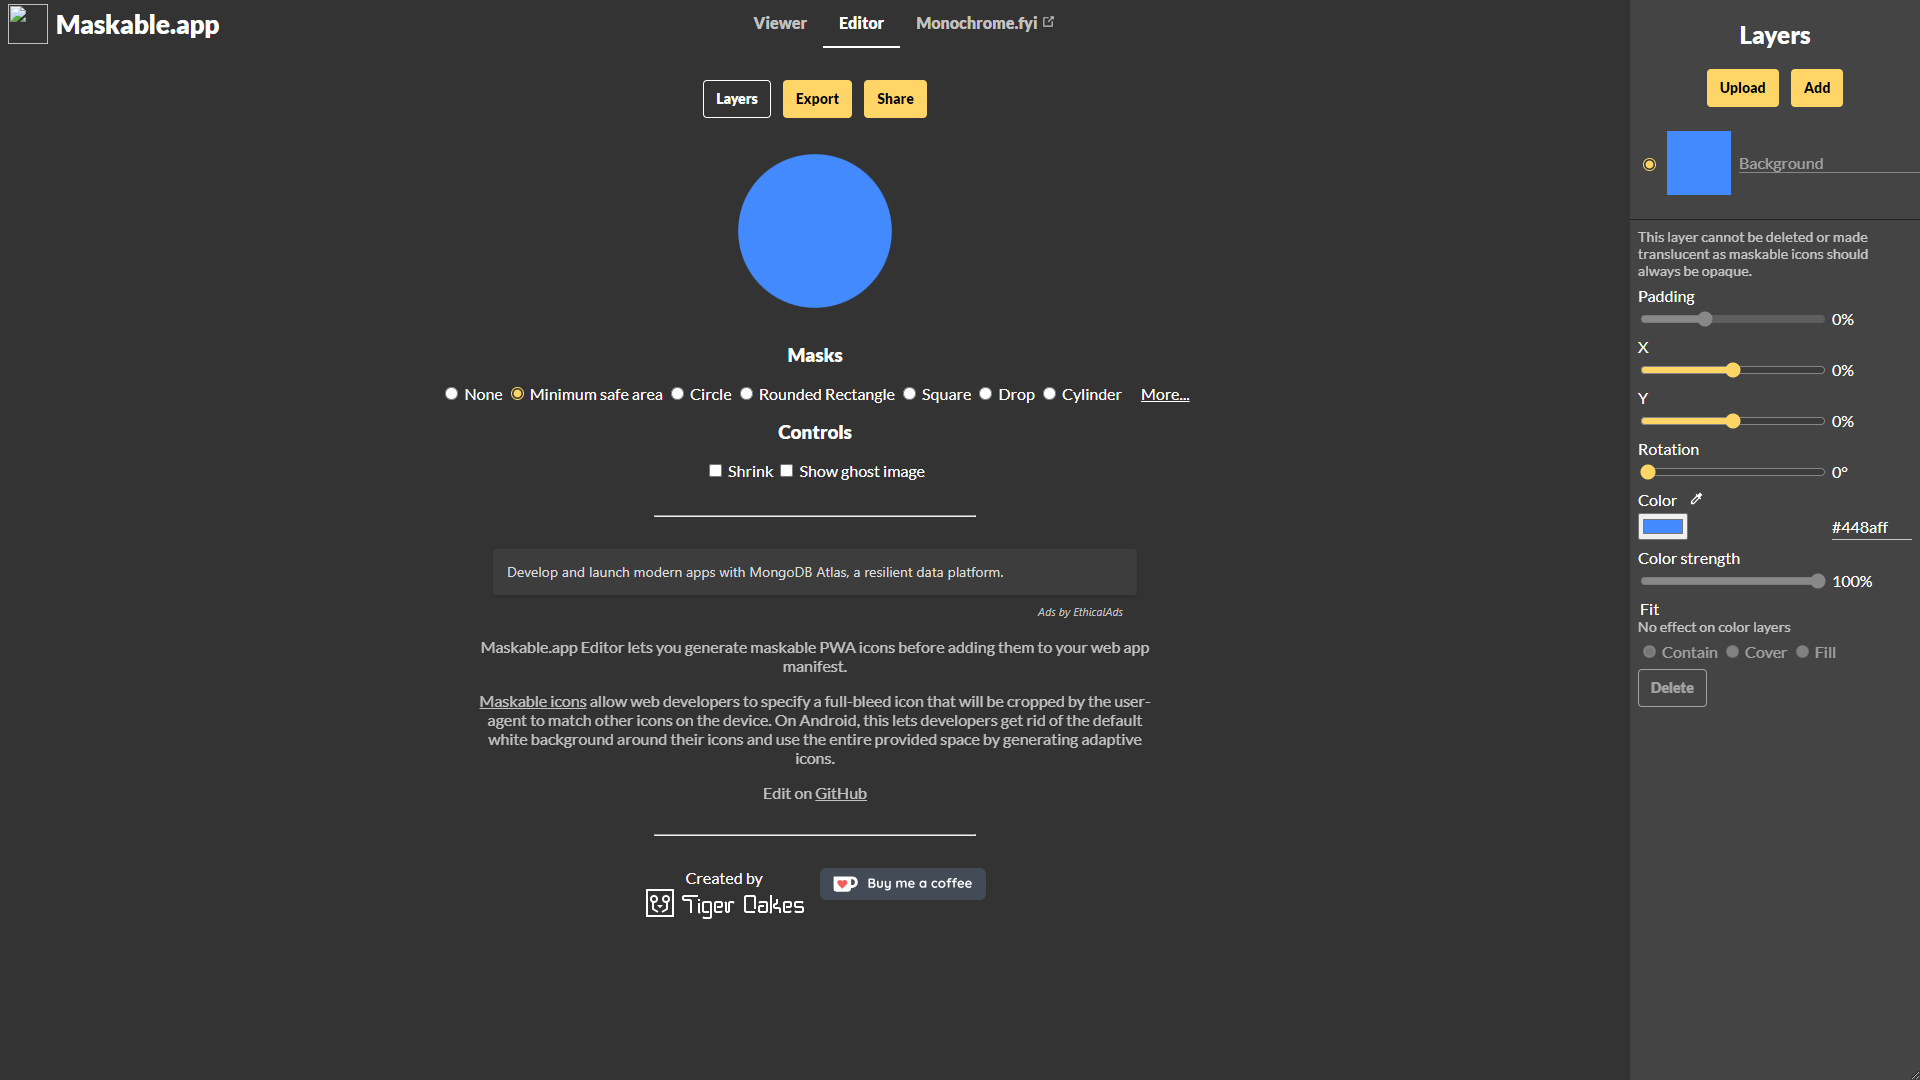 Maskable.app
Viewer
Editor
Monochrome.fyi
Layers
Export
Share
Masks
None
Minimum safe area
Circle
Rounded Rectangle
Square
Drop
Cylinder
More...
Controls
Shrink
Show ghost image
Develop and launch modern apps with MongoDB Atlas, a resilient data platform.
Ads by EthicalAds
Maskable.app Editor lets you generate maskable PWA icons before adding them to your web app
manifest.
Maskable icons allow web developers to specify a full-bleed icon that will be cropped by the user-
agent to match other icons on the device. On Android, this lets developers get rid of the default
white background around their icons and use the entire provided space by generating adaptive
icons.
Edit on GitHub
Created by
Tiger Oakes
Buy me a coffee
Layers
Upload
Add
Background
This layer cannot be deleted or made
translucent as maskable icons should
always be opaque.
Padding
0%
X
0%
Y
0%
Rotation
0°
Color
#448aff
Color strength
100%
Fit
No effect on color layers
Contain
Cover
Fill
Delete